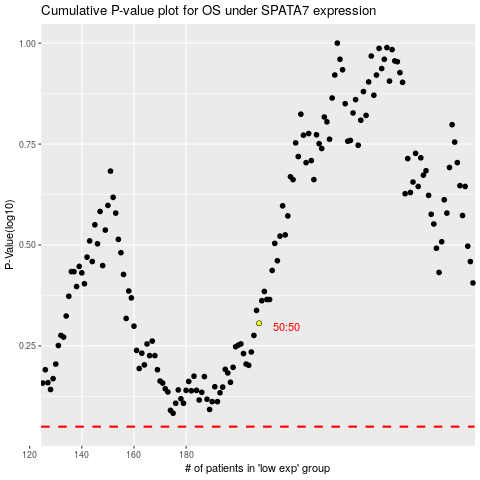 Cumulative P-value plot for OS under SPATA7 expression
P-Value(log10)
1.00
0.75
0.50
0.25
50:50
120 140 160 180
# of patients in 'low exp' group